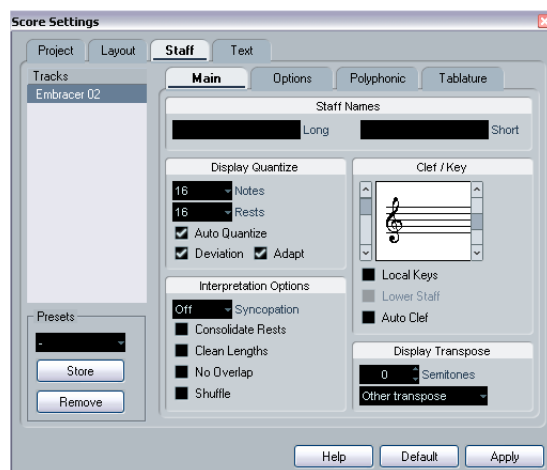 Score Settings
Project Layout Staff Text
Tracks
Embracer 02
Main Options Polyphonic Tablature
Staff Names
Long Short
Display Quantize
16 Notes
16 Rests
Auto Quantize
Deviation Adapt
Clef / Key
Local Keys
Lower Staff
Auto Clef
Interpretation Options
Off Syncopation
Consolidate Rests
Clean Lengths
No Overlap
Shuffle
Display Transpose
0 Semitones
Other transpose
Presets
-
Store
Remove
Help Default Apply